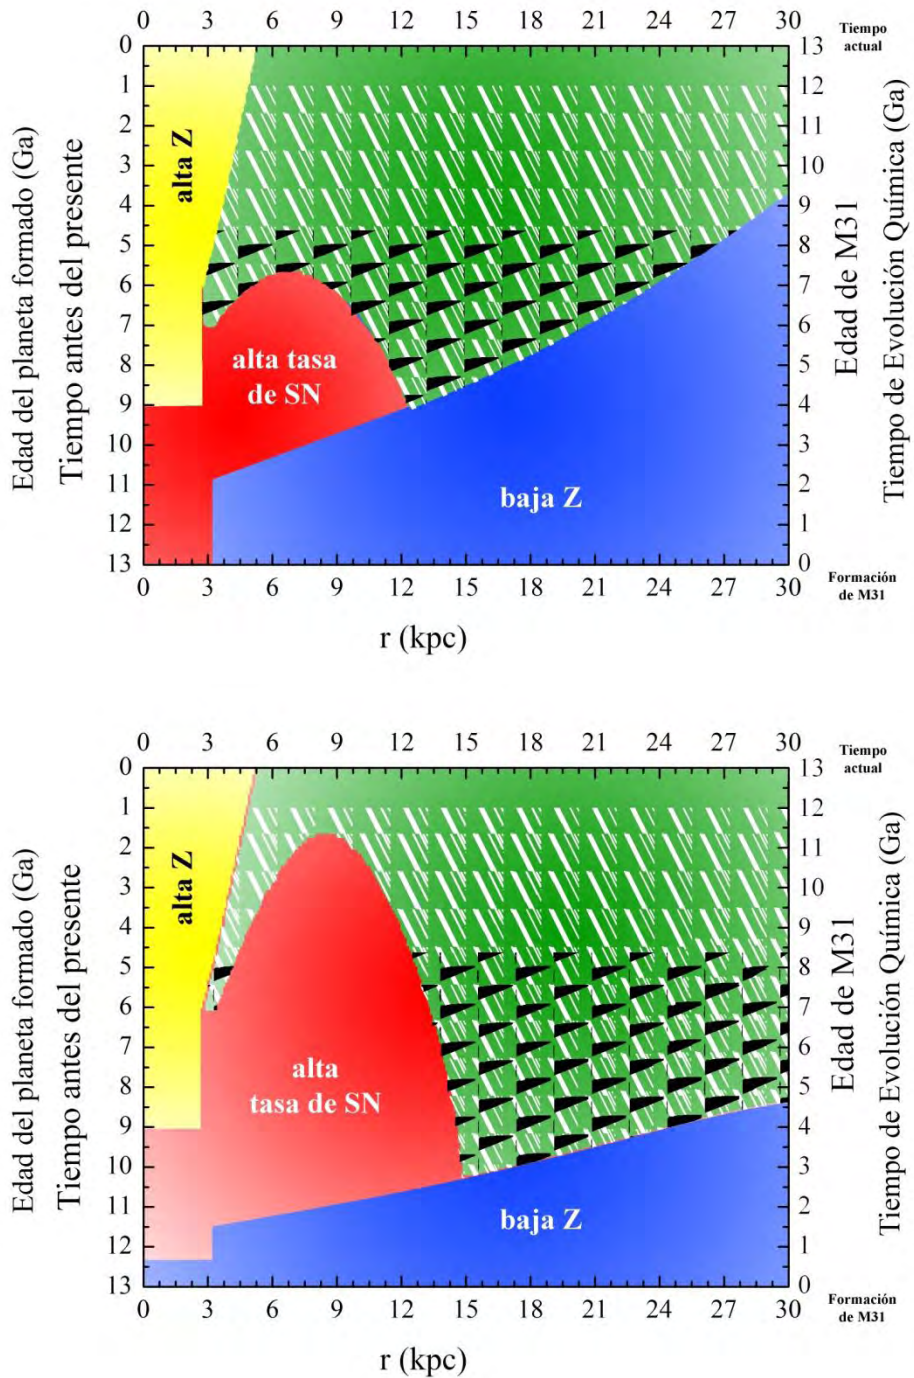 0 3 6 9 12 15 18 21 24 27 30
Tiempo
actual
0
1
2
3
4
5
6
7
8
9
10
11
12
13
Edad del planeta formado (Ga)
Tiempo antes del presente
alta Z
alta tasa
de SN
baja Z
13
12
11
10
9
8
7
6
5
4
3
2
1
0
Edad de M31
Tiempo de Evolución Química (Ga)
0 3 6 9 12 15 18 21 24 27 30
Formación
de M31
r (kpc)
0 3 6 9 12 15 18 21 24 27 30
Tiempo
actual
0
1
2
3
4
5
6
7
8
9
10
11
12
13
Edad del planeta formado (Ga)
Tiempo antes del presente
alta Z
alta
tasa de SN
baja Z
13
12
11
10
9
8
7
6
5
4
3
2
1
0
Edad de M31
Tiempo de Evolución Química (Ga)
0 3 6 9 12 15 18 21 24 27 30
Formación
de M31
r (kpc)